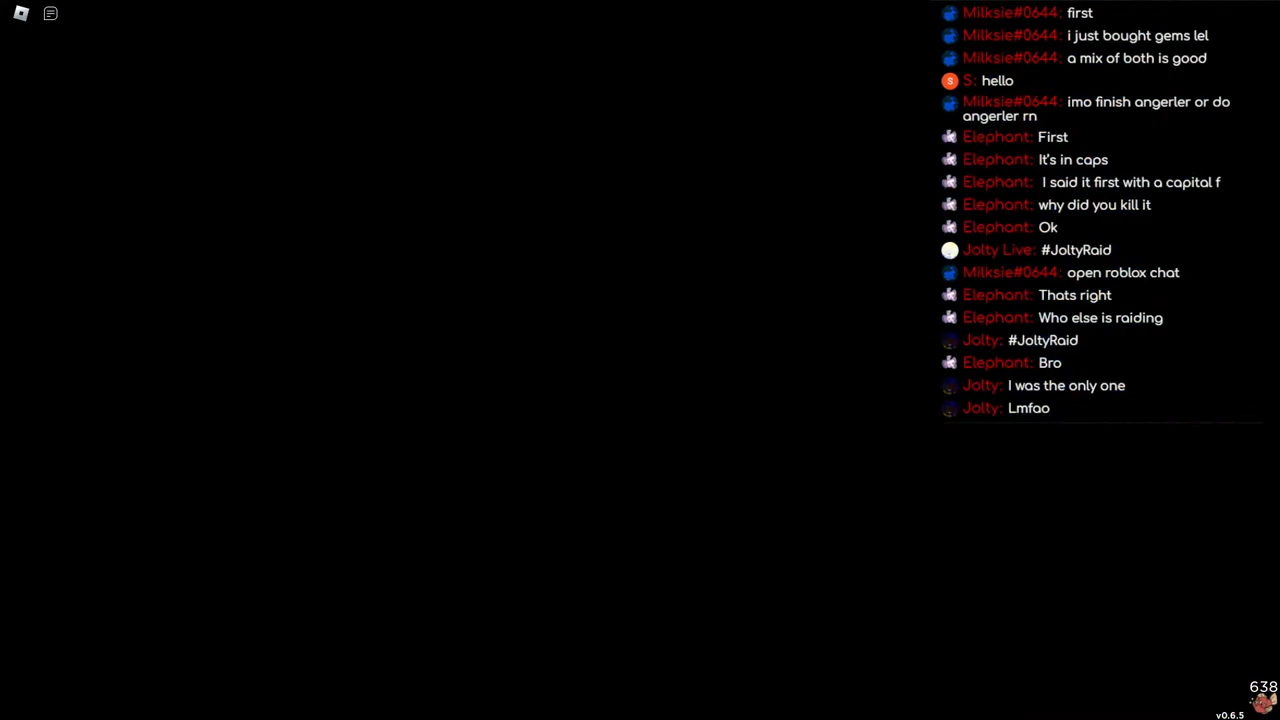 Milksie#0644: first
Milksie#0644: i just bought gems lel
Milksie#0644: a mix of both is good
S S: hello
Milksie#0644: imo finish angerler or do
angerler rn
Elephant: First
Elephant: It's in caps
Elephant: I said it first with a capital f
Elephant: why did you kill it
Elephant: Ok
Jolty Live: #JoltyRaid
Milksie#0644: open roblox chat
Elephant: Thats right
Elephant: Who else is raiding
Jolty: #JoltyRaid
Elephant: Bro
Jolty: I was the only one
Jolty: Lmfao
638
v0.6.5